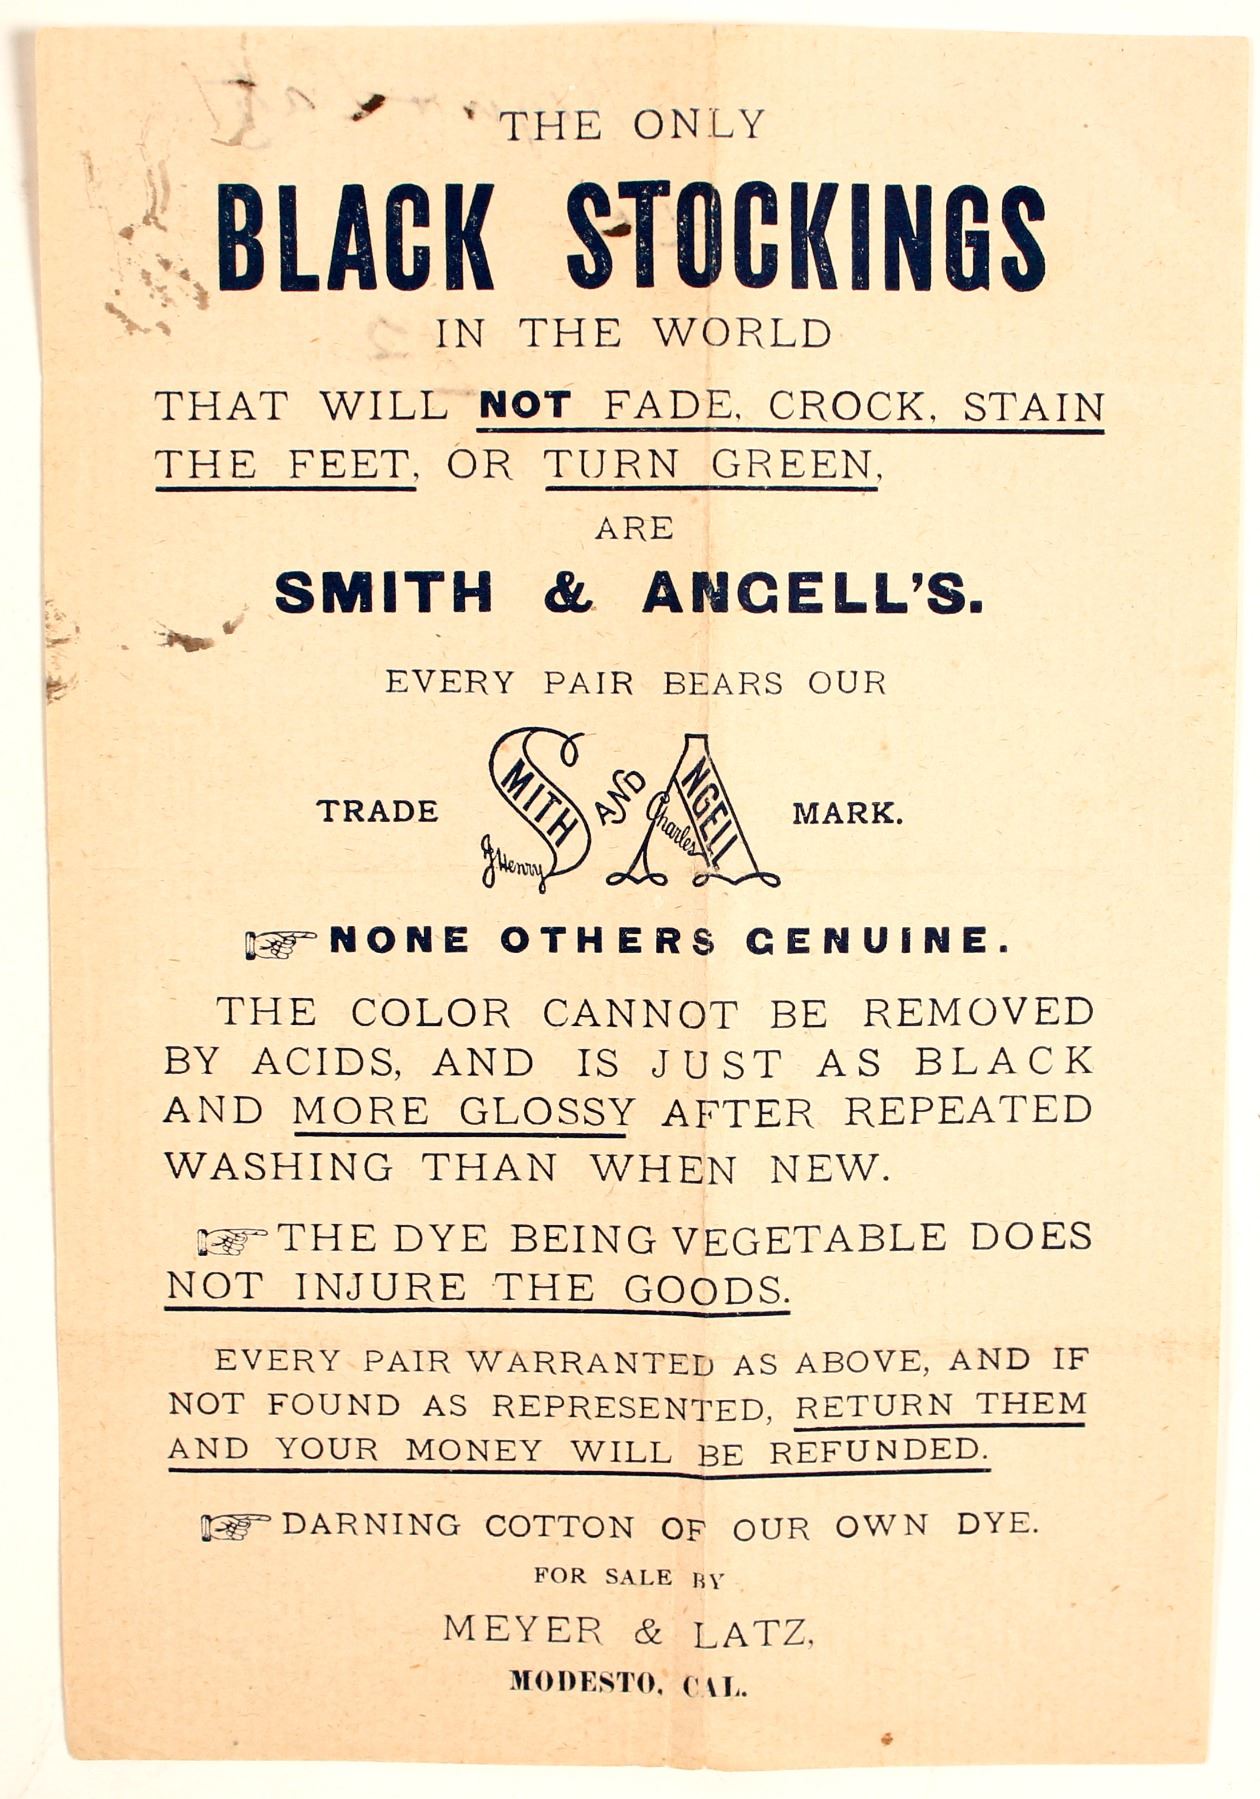 THE ONLY
BLACK STOCKINGS
IN THE WORLD
THAT WILL NOT FADE, CROCK, STAIN
THE FEET, OR TURN GREEN,
ARE
SMITH & ANGELL'S.
EVERY PAIR BEARS OUR
TRADE J Henry SMITH AND Charles ANGELL MARK.
☞ NONE OTHERS GENUINE.
THE COLOR CANNOT BE REMOVED
BY ACIDS, AND IS JUST AS BLACK
AND MORE GLOSSY AFTER REPEATED
WASHING THAN WHEN NEW.
☞ THE DYE BEING VEGETABLE DOES
NOT INJURE THE GOODS.
EVERY PAIR WARRANTED AS ABOVE, AND IF
NOT FOUND AS REPRESENTED, RETURN THEM
AND YOUR MONEY WILL BE REFUNDED.
☞ DARNING COTTON OF OUR OWN DYE.
FOR SALE BY
MEYER & LATZ,
MODESTO, CAL.